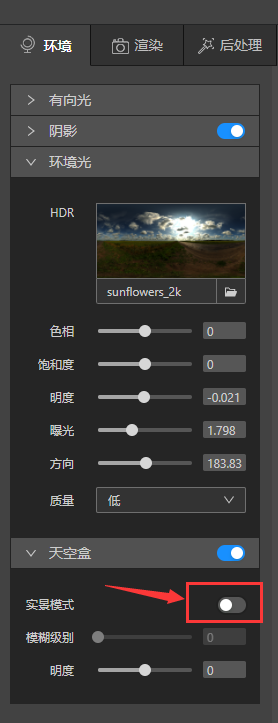 环境 渲染 后处理
有向光
阴影
环境光
HDR
sunflowers_2k
色相 0
饱和度 0
明度 -0.021
曝光 1.798
方向 183.83
质量 低
天空盒
实景模式
模糊级别 0
明度 0